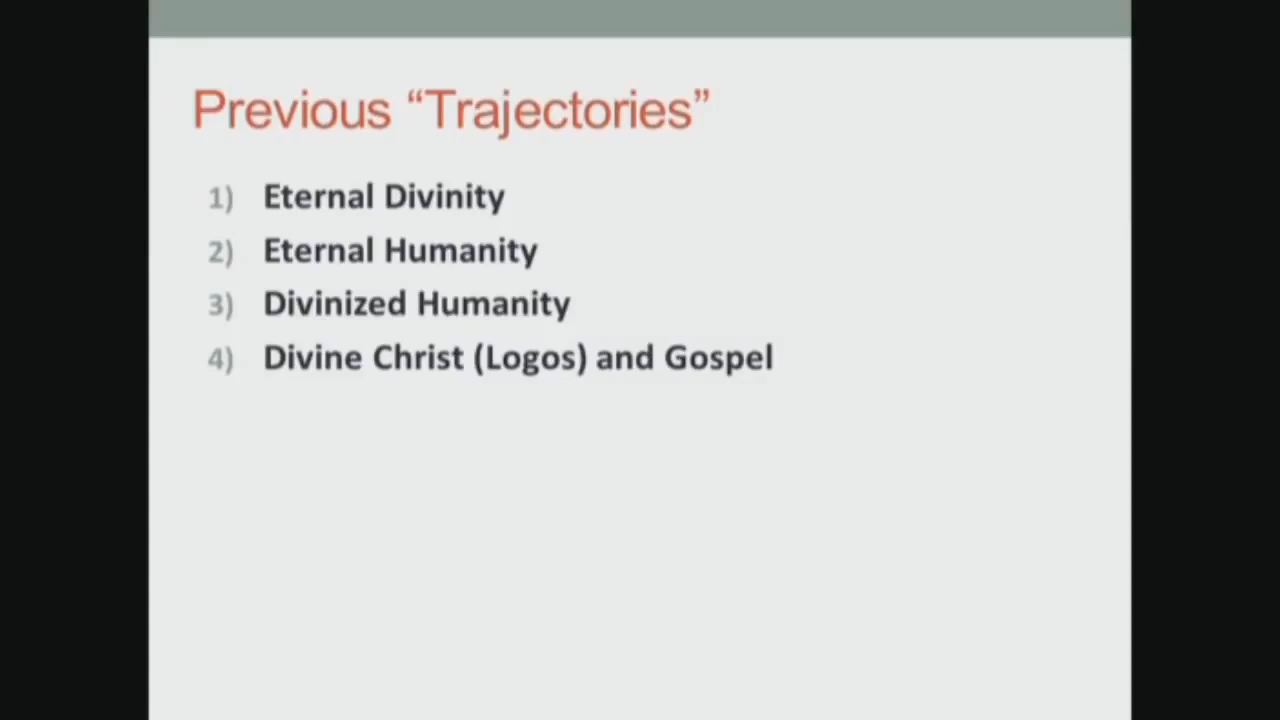 Previous “Trajectories”
1) Eternal Divinity
2) Eternal Humanity
3) Divinized Humanity
4) Divine Christ (Logos) and Gospel